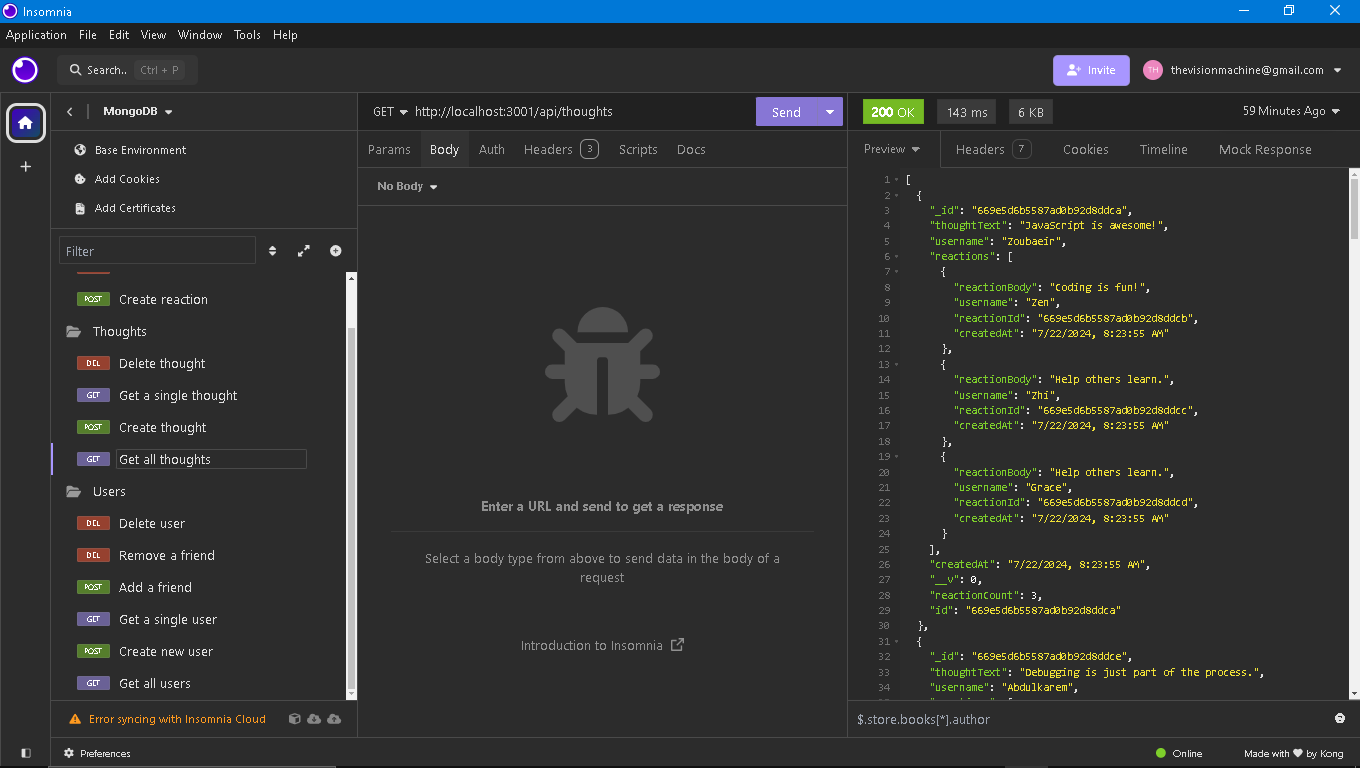 Insomnia
Application File Edit View Window Tools Help
Search.. Ctrl + P
Invite
TH thevisionmachine@gmail.com
MongoDB
Base Environment
Add Cookies
Add Certificates
Filter
POST Create reaction
Thoughts
DEL Delete thought
GET Get a single thought
POST Create thought
GET Get all thoughts
Users
DEL Delete user
DEL Remove a friend
POST Add a friend
GET Get a single user
POST Create new user
GET Get all users
Error syncing with Insomnia Cloud
GET http://localhost:3001/api/thoughts Send
Params Body Auth Headers 3 Scripts Docs
No Body
Enter a URL and send to get a response
Select a body type from above to send data in the body of a
request
Introduction to Insomnia
200 OK 143 ms 6 KB 59 Minutes Ago
Preview Headers 7 Cookies Timeline Mock Response
1 [
2 {
3 "_id": "669e5d6b5587ad0b92d8ddca",
4 "thoughtText": "JavaScript is awesome!",
5 "username": "Zoubaeir",
6 "reactions": [
7 {
8 "reactionBody": "Coding is fun!",
9 "username": "Zen",
10 "reactionId": "669e5d6b5587ad0b92d8ddcb",
11 "createdAt": "7/22/2024, 8:23:55 AM"
12 },
13 {
14 "reactionBody": "Help others learn.",
15 "username": "Zhi",
16 "reactionId": "669e5d6b5587ad0b92d8ddcc",
17 "createdAt": "7/22/2024, 8:23:55 AM"
18 },
19 {
20 "reactionBody": "Help others learn.",
21 "username": "Grace",
22 "reactionId": "669e5d6b5587ad0b92d8ddcd",
23 "createdAt": "7/22/2024, 8:23:55 AM"
24 }
25 ],
26 "createdAt": "7/22/2024, 8:23:55 AM",
27 "__v": 0,
28 "reactionCount": 3,
29 "id": "669e5d6b5587ad0b92d8ddca"
30 },
31 {
32 "_id": "669e5d6b5587ad0b92d8ddce",
33 "thoughtText": "Debugging is just part of the process.",
34 "username": "Abdulkarem",
$.store.books[*].author
Preferences
Online Made with by Kong